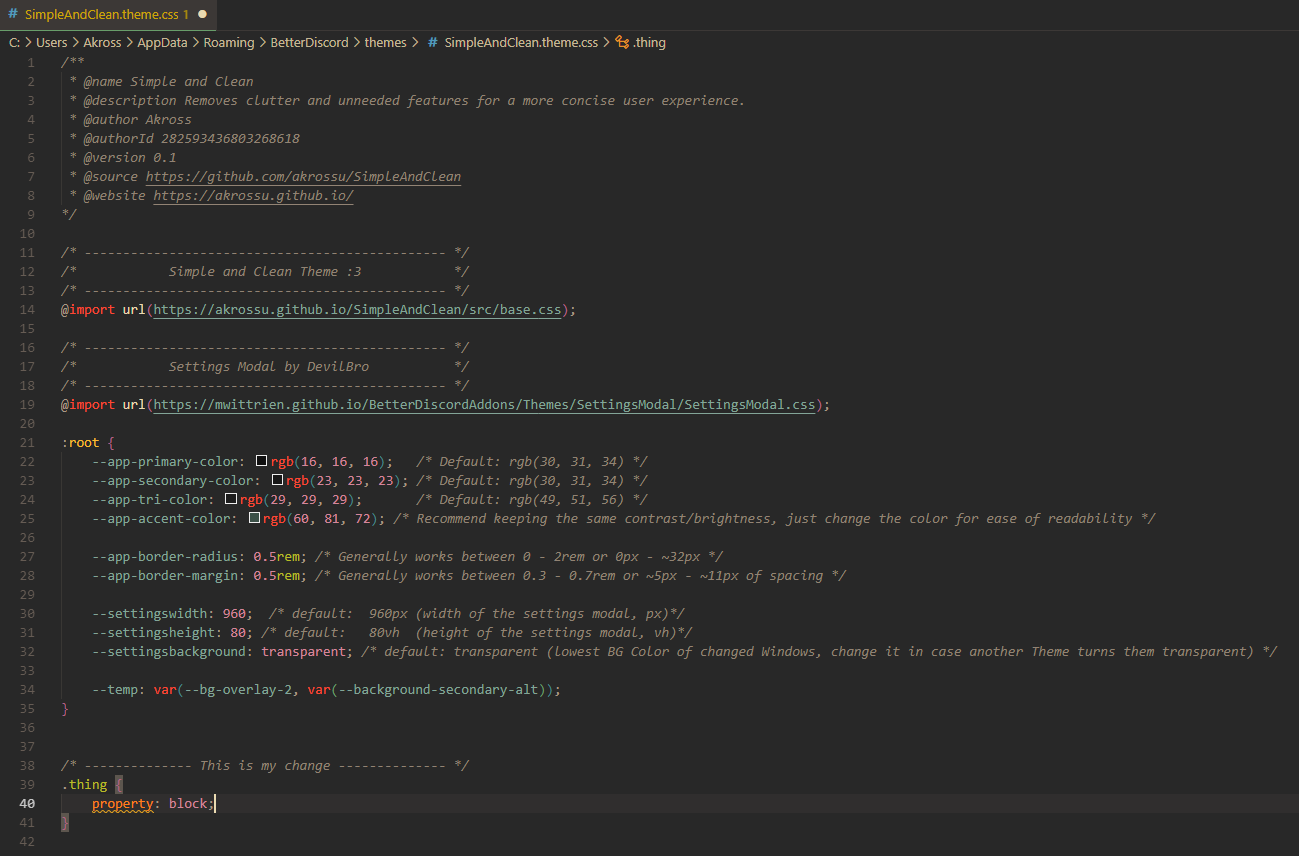 # SimpleAndClean.theme.css 1 ●
C: > Users > Akross > AppData > Roaming > BetterDiscord > themes > # SimpleAndClean.theme.css > .thing
1 /**
2 * @name Simple and Clean
3 * @description Removes clutter and unneeded features for a more concise user experience.
4 * @author Akross
5 * @authorId 282593436803268618
6 * @version 0.1
7 * @source https://github.com/akrossu/SimpleAndClean
8 * @website https://akrossu.github.io/
9 */
10
11 /* ----------------------------------------------- */
12 /* Simple and Clean Theme :3 */
13 /* ----------------------------------------------- */
14 @import url(https://akrossu.github.io/SimpleAndClean/src/base.css);
15
16 /* ----------------------------------------------- */
17 /* Settings Modal by DevilBro */
18 /* ----------------------------------------------- */
19 @import url(https://mwittrien.github.io/BetterDiscordAddons/Themes/SettingsModal/SettingsModal.css);
20
21 :root {
22 --app-primary-color: rgb(16, 16, 16); /* Default: rgb(30, 31, 34) */
23 --app-secondary-color: rgb(23, 23, 23); /* Default: rgb(30, 31, 34) */
24 --app-tri-color: rgb(29, 29, 29); /* Default: rgb(49, 51, 56) */
25 --app-accent-color: rgb(60, 81, 72); /* Recommend keeping the same contrast/brightness, just change the color for ease of readability */
26
27 --app-border-radius: 0.5rem; /* Generally works between 0 - 2rem or 0px - ~32px */
28 --app-border-margin: 0.5rem; /* Generally works between 0.3 - 0.7rem or ~5px - ~11px of spacing */
29
30 --settingswidth: 960; /* default: 960px (width of the settings modal, px)*/
31 --settingsheight: 80; /* default: 80vh (height of the settings modal, vh)*/
32 --settingsbackground: transparent; /* default: transparent (lowest BG Color of changed Windows, change it in case another Theme turns them transparent) */
33
34 --temp: var(--bg-overlay-2, var(--background-secondary-alt));
35 }
36
37
38 /* -------------- This is my change -------------- */
39 .thing {
40 property: block;
41 }
42